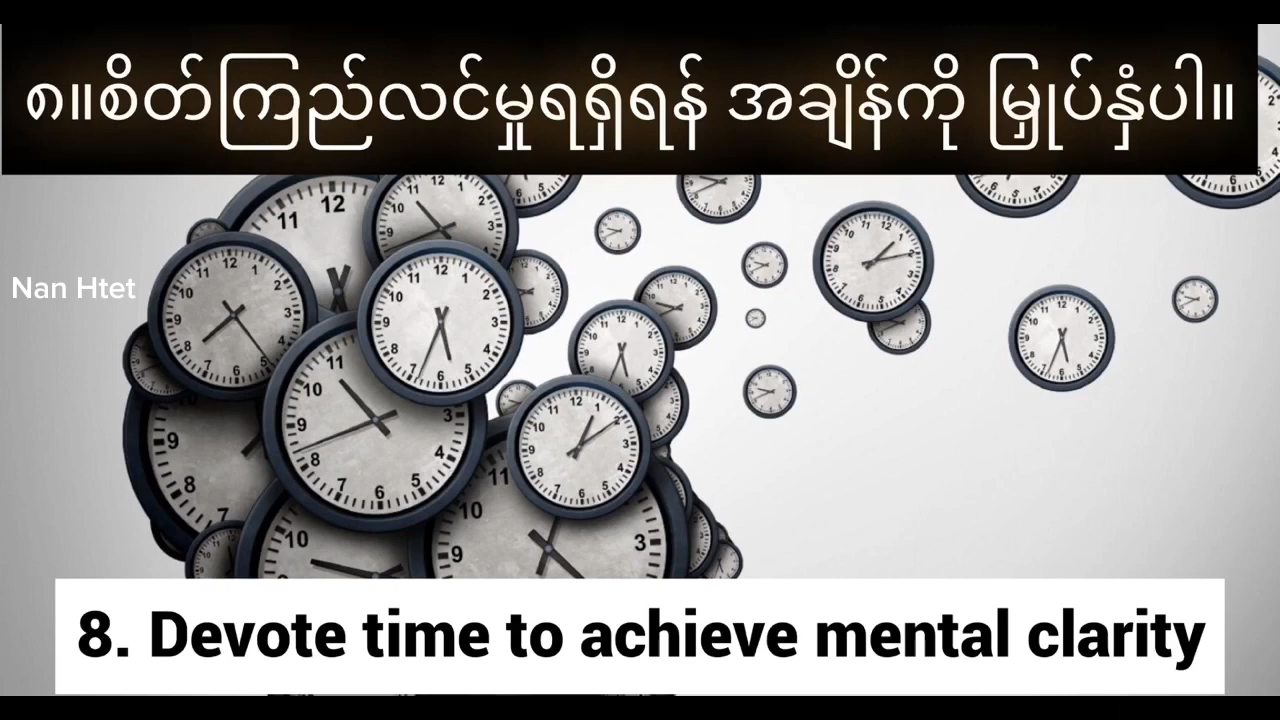 ၈။စိတ်ကြည်လင်မှုရရှိရန် အချိန်ကို မြှုပ်နှံပါ။
Nan Htet
8. Devote time to achieve mental clarity